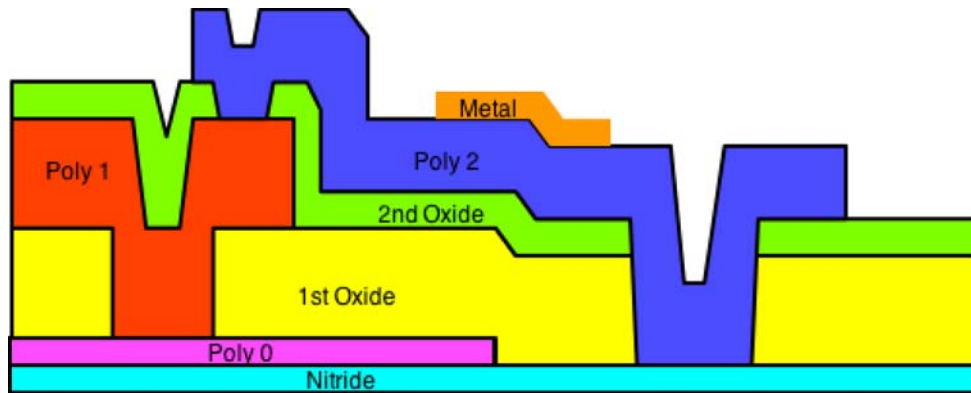 Metal
Poly 1
Poly 2
2nd Oxide
1st Oxide
Poly 0
Nitride